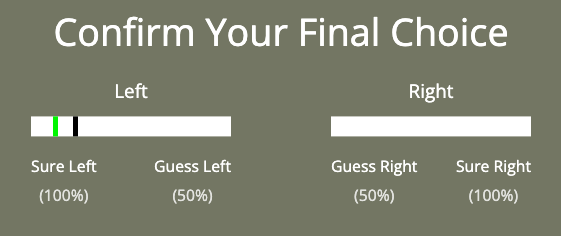 Confirm Your Final Choice
Left
Right
Sure Left
Guess Left
Guess Right
Sure Right
(100%)
(50%)
(50%)
(100%)